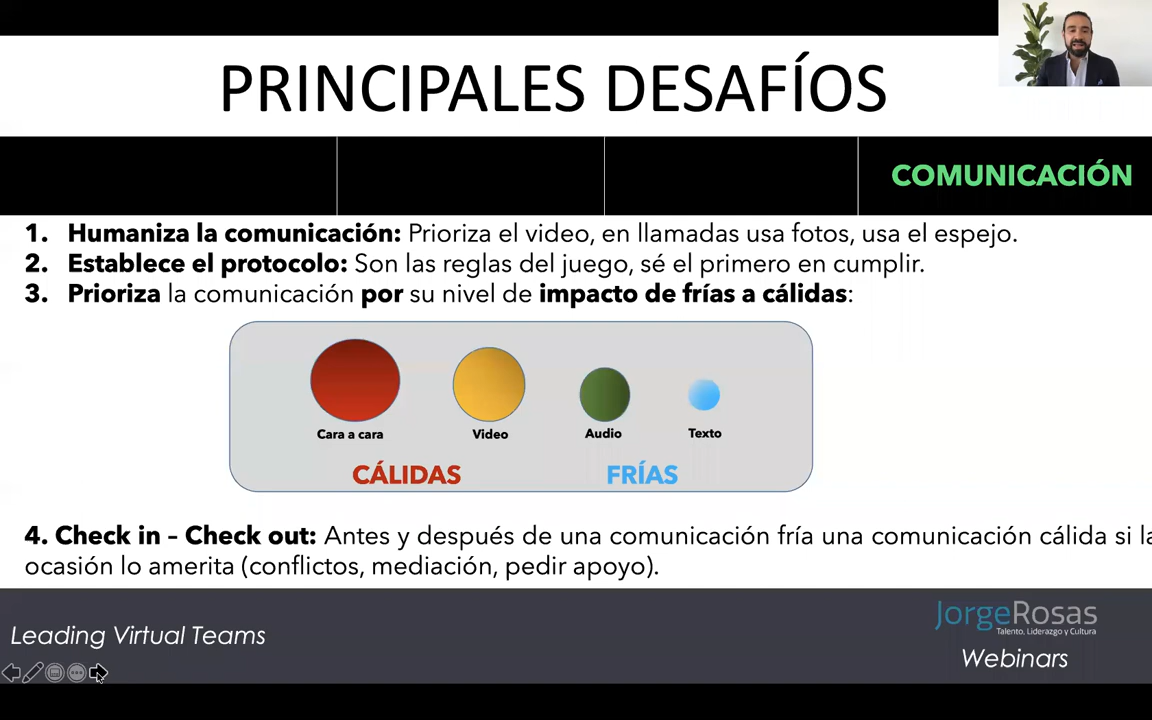 PRINCIPALES DESAFÍOS
COMUNICACIÓN
1. Humaniza la comunicación: Prioriza el video, en llamadas usa fotos, usa el espejo.
2. Establece el protocolo: Son las reglas del juego, sé el primero en cumplir.
3. Prioriza la comunicación por su nivel de impacto de frías a cálidas:
Cara a cara
Video
Audio
Texto
CÁLIDAS
FRÍAS
4. Check in – Check out: Antes y después de una comunicación fría una comunicación cálida si
ocasión lo amerita (conflictos, mediación, pedir apoyo).
Leading Virtual Teams
JorgeRosas
Talento, Liderazgo y Cultura
Webinars